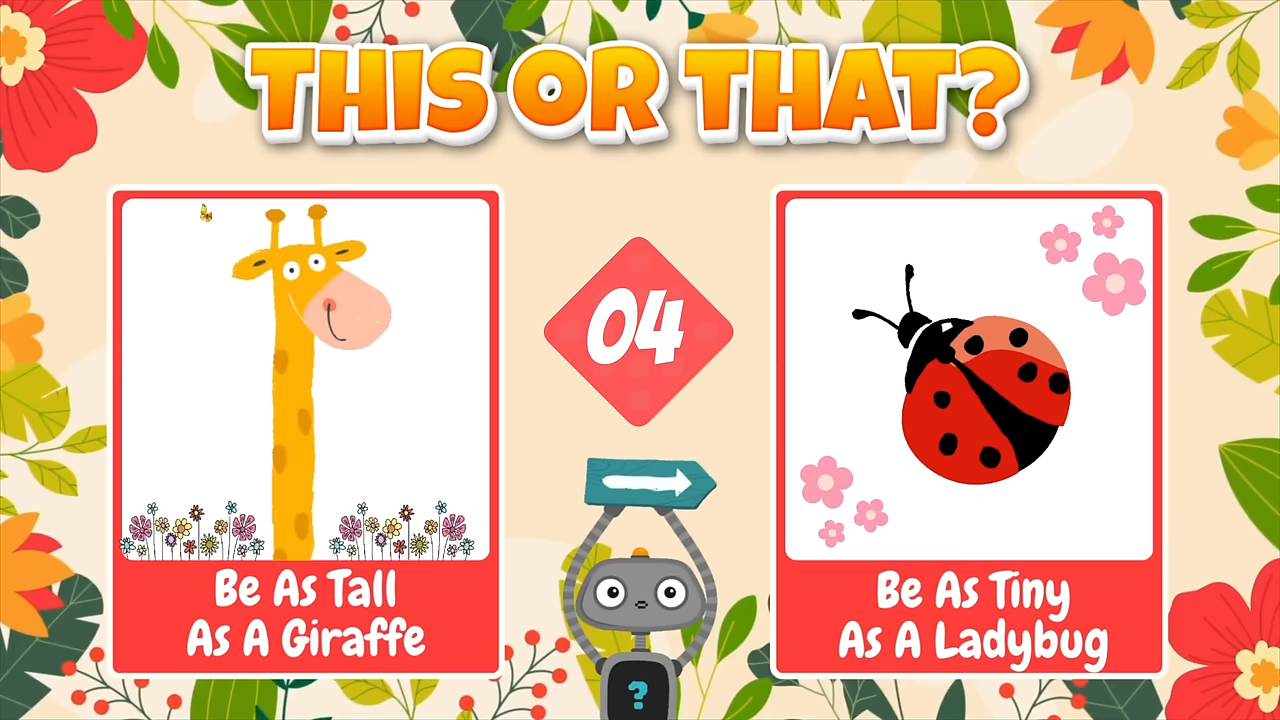 THIS OR THAT?
04
Be As Tall
As A Giraffe
Be As Tiny
As A Ladybug
?